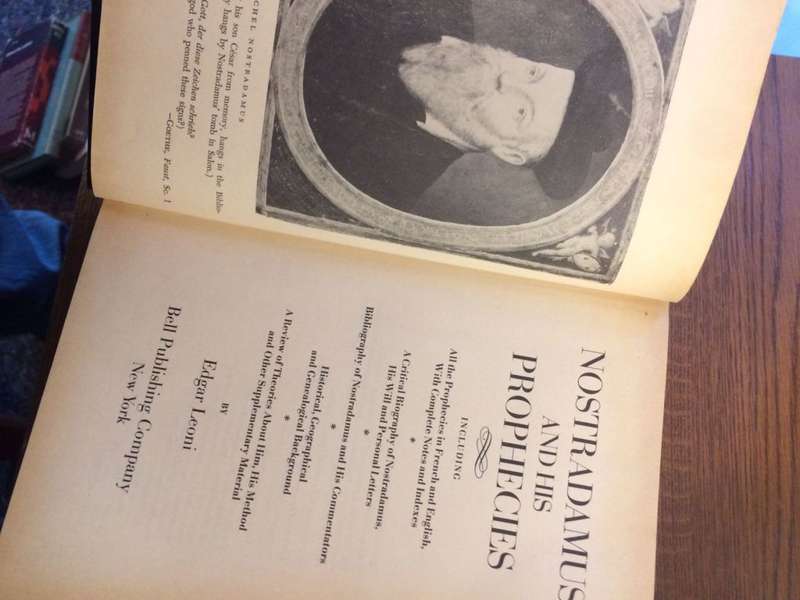 CHEL NOSTRADAMUS
his son César from memory, hangs in the Biblio-
y hangs by Nostradamus' tomb in Salon.)
Gott, der diese Zeichen schrieb?
god who penned these signs?)
—GOETHE, Faust, Sc. 1
NOSTRADAMUS
AND HIS
PROPHECIES
INCLUDING
All the Prophecies in French and English,
With Complete Notes and Indexes
*
A Critical Biography of Nostradamus,
His Will and Personal Letters
*
Bibliography of Nostradamus and His Commentators
*
Historical, Geographical
and Genealogical Background
*
A Review of Theories About Him, His Method
and Other Supplementary Material
BY
Edgar Leoni
Bell Publishing Company
New York